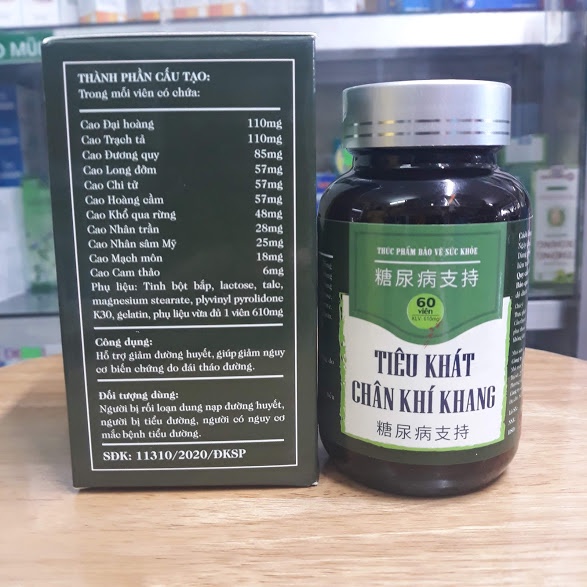 THÀNH PHẦN CẤU TẠO:
Trong mỗi viên có chứa:
Cao Đại hoàng 110mg
Cao Trạch tả 110mg
Cao Đương quy 85mg
Cao Long đởm 57mg
Cao Chi tử 57mg
Cao Hoàng cầm 57mg
Cao Khổ qua rừng 48mg
Cao Nhân trần 28mg
Cao Nhân sâm Mỹ 25mg
Cao Mạch môn 18mg
Cao Cam thảo 6mg
Phụ liệu: Tinh bột bắp, lactose, talc,
magnesium stearate, plyvinyl pyrolidone
K30, gelatin, phụ liệu vừa đủ 1 viên 610mg
Công dụng:
Hỗ trợ giảm đường huyết, giúp giảm nguy
cơ biến chứng do đái tháo đường.
Đối tượng dùng:
Người bị rối loạn dung nạp đường huyết,
người bị tiểu đường, người có nguy cơ
mắc bệnh tiểu đường.
SĐK: 11310/2020/ĐKSP
THỰC PHẨM BẢO VỆ SỨC KHỎE
糖尿病支持
60
viên
KLV: 610mg
TIÊU KHÁT
CHÂN KHÍ KHANG
糖尿病支持